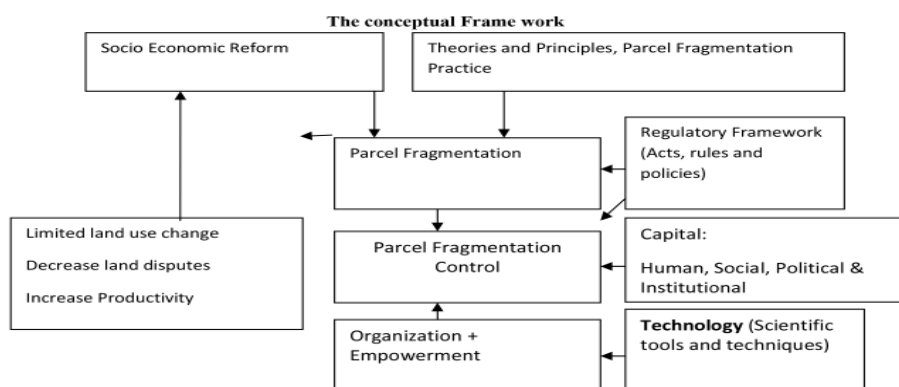 The conceptual Frame work
Socio Economic Reform
Theories and Principles, Parcel Fragmentation
Practice
Parcel Fragmentation
Regulatory Framework
(Acts, rules and
policies)
Limited land use change
Decrease land disputes
Increase Productivity
Parcel Fragmentation
Control
Capital:
Human, Social, Political &
Institutional
Organization +
Empowerment
Technology (Scientific
tools and techniques)